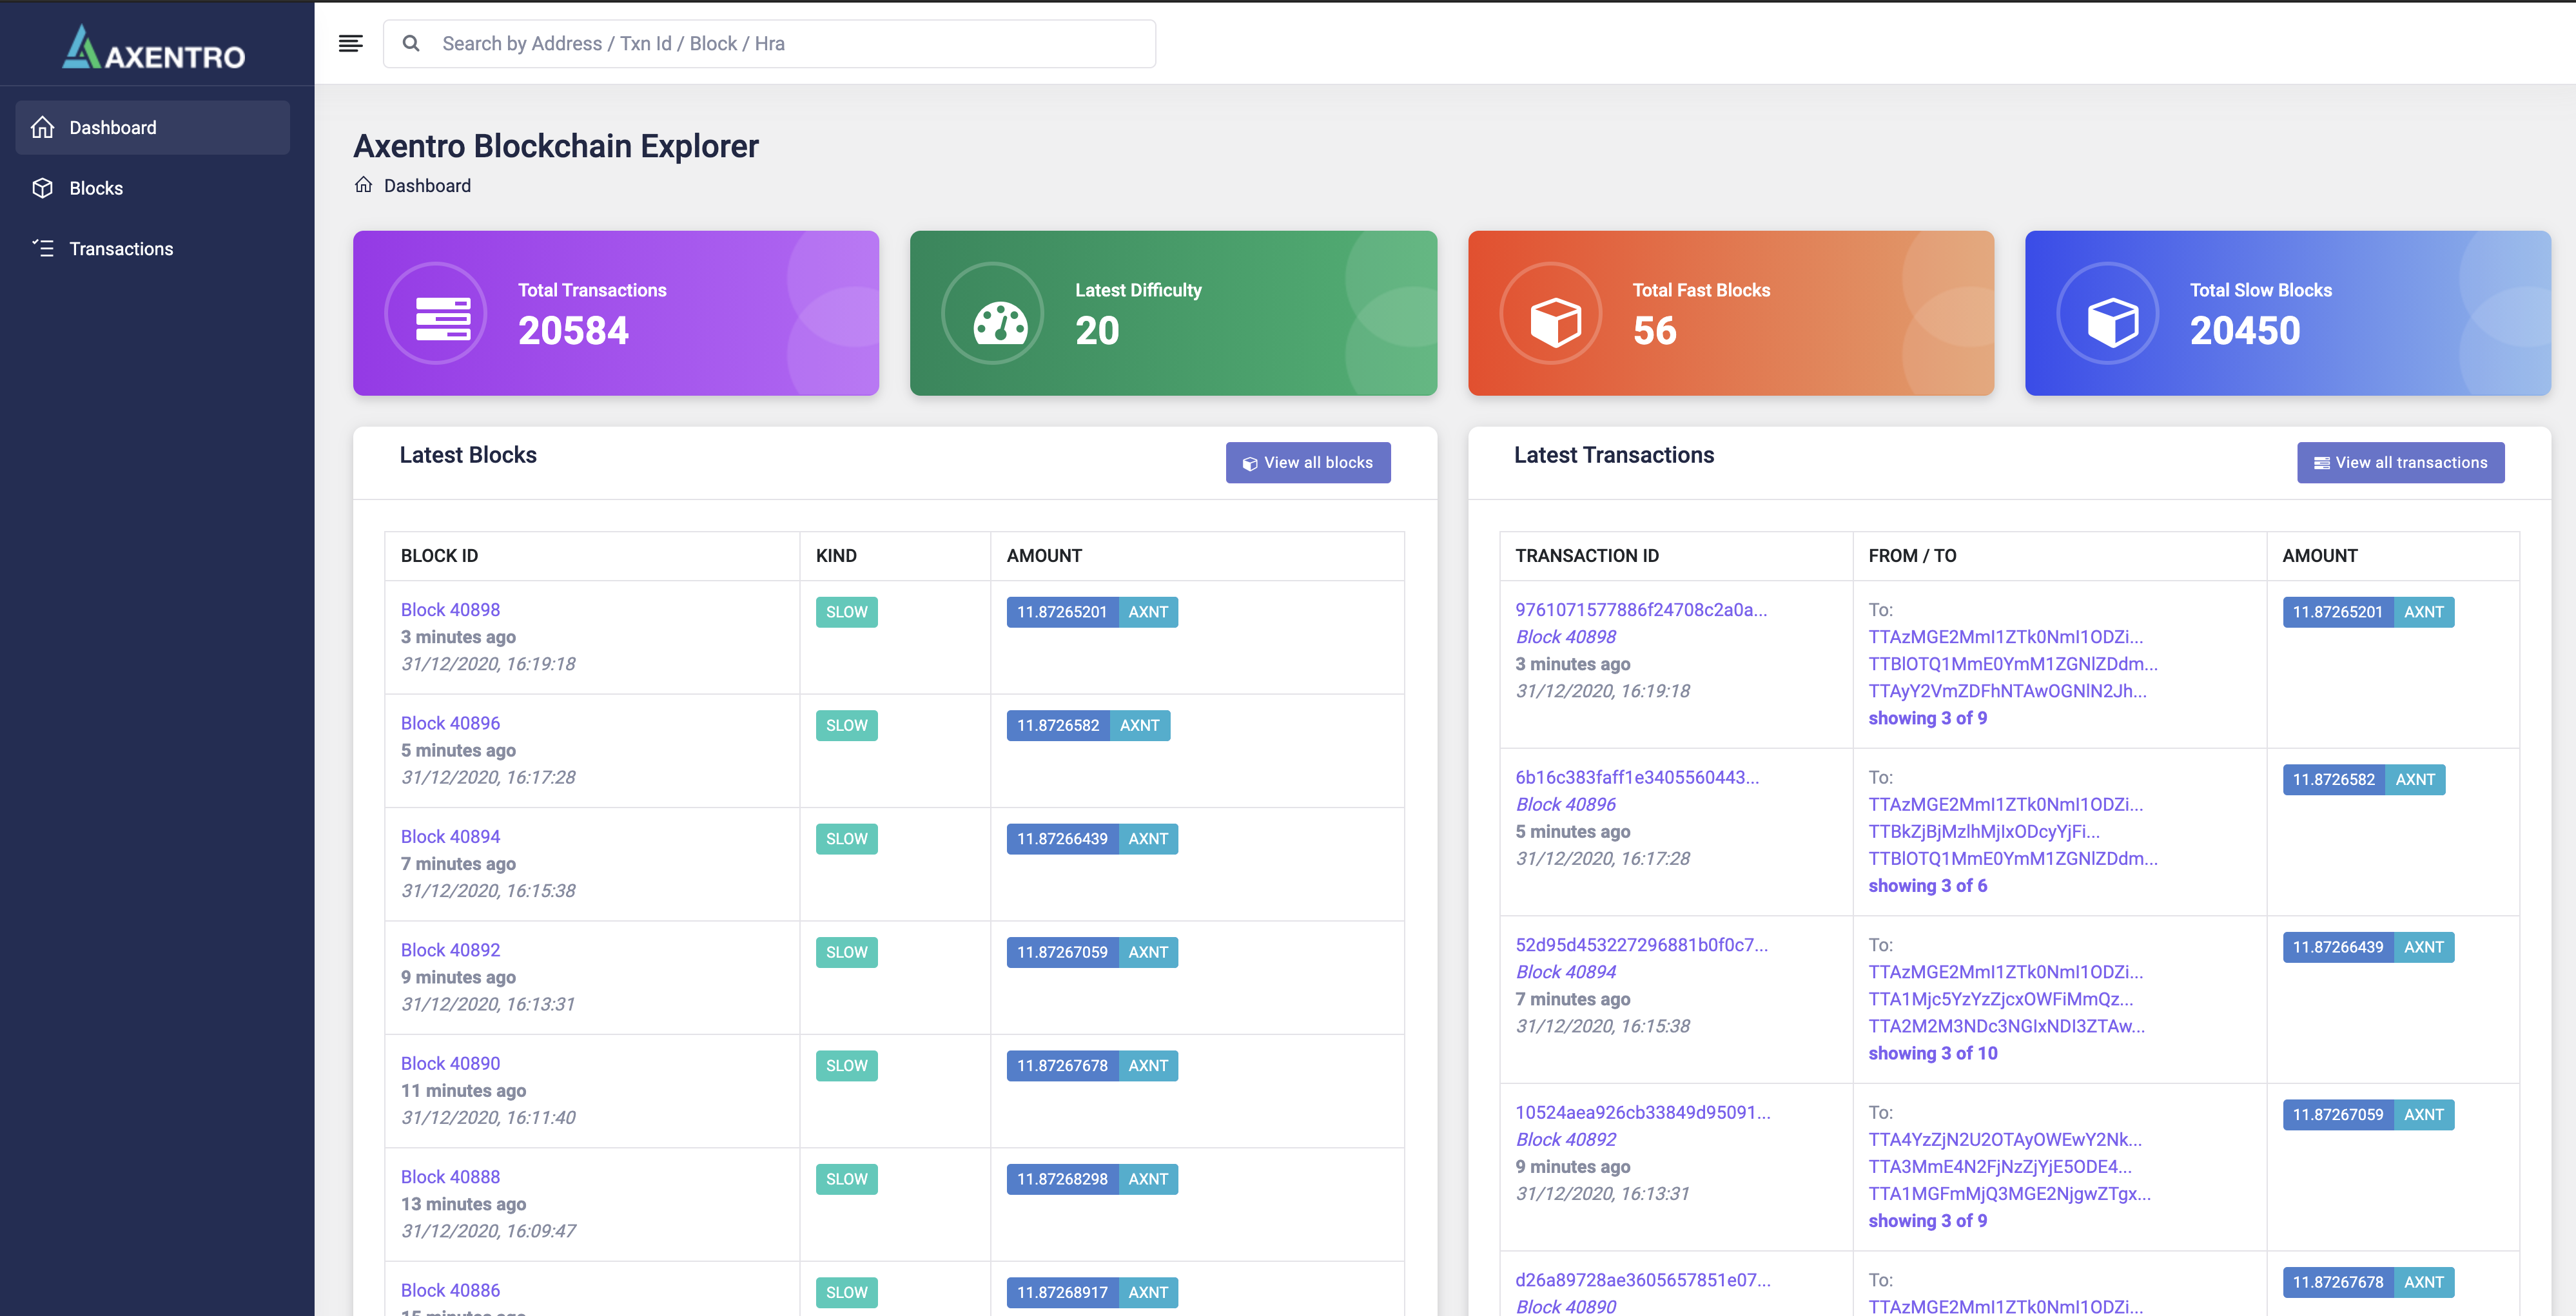 AXENTRO
Search by Address / Txn Id / Block / Hra
Dashboard
Blocks
Transactions
Axentro Blockchain Explorer
Dashboard
Total Transactions
20584
Latest Difficulty
20
Total Fast Blocks
56
Total Slow Blocks
20450
Latest Blocks
View all blocks
BLOCK ID KIND AMOUNT
Block 40898 SLOW 11.87265201 AXNT
3 minutes ago
31/12/2020, 16:19:18
Block 40896 SLOW 11.8726582 AXNT
5 minutes ago
31/12/2020, 16:17:28
Block 40894 SLOW 11.87266439 AXNT
7 minutes ago
31/12/2020, 16:15:38
Block 40892 SLOW 11.87267059 AXNT
9 minutes ago
31/12/2020, 16:13:31
Block 40890 SLOW 11.87267678 AXNT
11 minutes ago
31/12/2020, 16:11:40
Block 40888 SLOW 11.87268298 AXNT
13 minutes ago
31/12/2020, 16:09:47
Block 40886 SLOW 11.87268917 AXNT
Latest Transactions
View all transactions
TRANSACTION ID FROM / TO AMOUNT
9761071577886f24708c2a0a... To: 11.87265201 AXNT
Block 40898 TTAzMGE2MmI1ZTk0NmI1ODZi...
3 minutes ago TTBlOTQ1MmE0YmM1ZGNlZDdm...
31/12/2020, 16:19:18 TTAyY2VmZDFhNTAwOGNlN2Jh...
showing 3 of 9
6b16c383faff1e3405560443... To: 11.8726582 AXNT
Block 40896 TTAzMGE2MmI1ZTk0NmI1ODZi...
5 minutes ago TTBkZjBjMzlhMjIxODcyYjFi...
31/12/2020, 16:17:28 TTBlOTQ1MmE0YmM1ZGNlZDdm...
showing 3 of 6
52d95d453227296881b0f0c7... To: 11.87266439 AXNT
Block 40894 TTAzMGE2MmI1ZTk0NmI1ODZi...
7 minutes ago TTA1Mjc5YzYzZjcxOWFiMmQz...
31/12/2020, 16:15:38 TTA2M2M3NDc3NGIxNDI3ZTAw...
showing 3 of 10
10524aea926cb33849d95091... To: 11.87267059 AXNT
Block 40892 TTA4YzZjN2U2OTAyOWEwY2Nk...
9 minutes ago TTA3MmE4N2FjNzZjYjE5ODE4...
31/12/2020, 16:13:31 TTA1MGFmMjQ3MGE2NjgwZTgx...
showing 3 of 9
d26a89728ae3605657851e07... To: 11.87267678 AXNT
Block 40890 TTAzMGE2MmI1ZTk0NmI1ODZi...